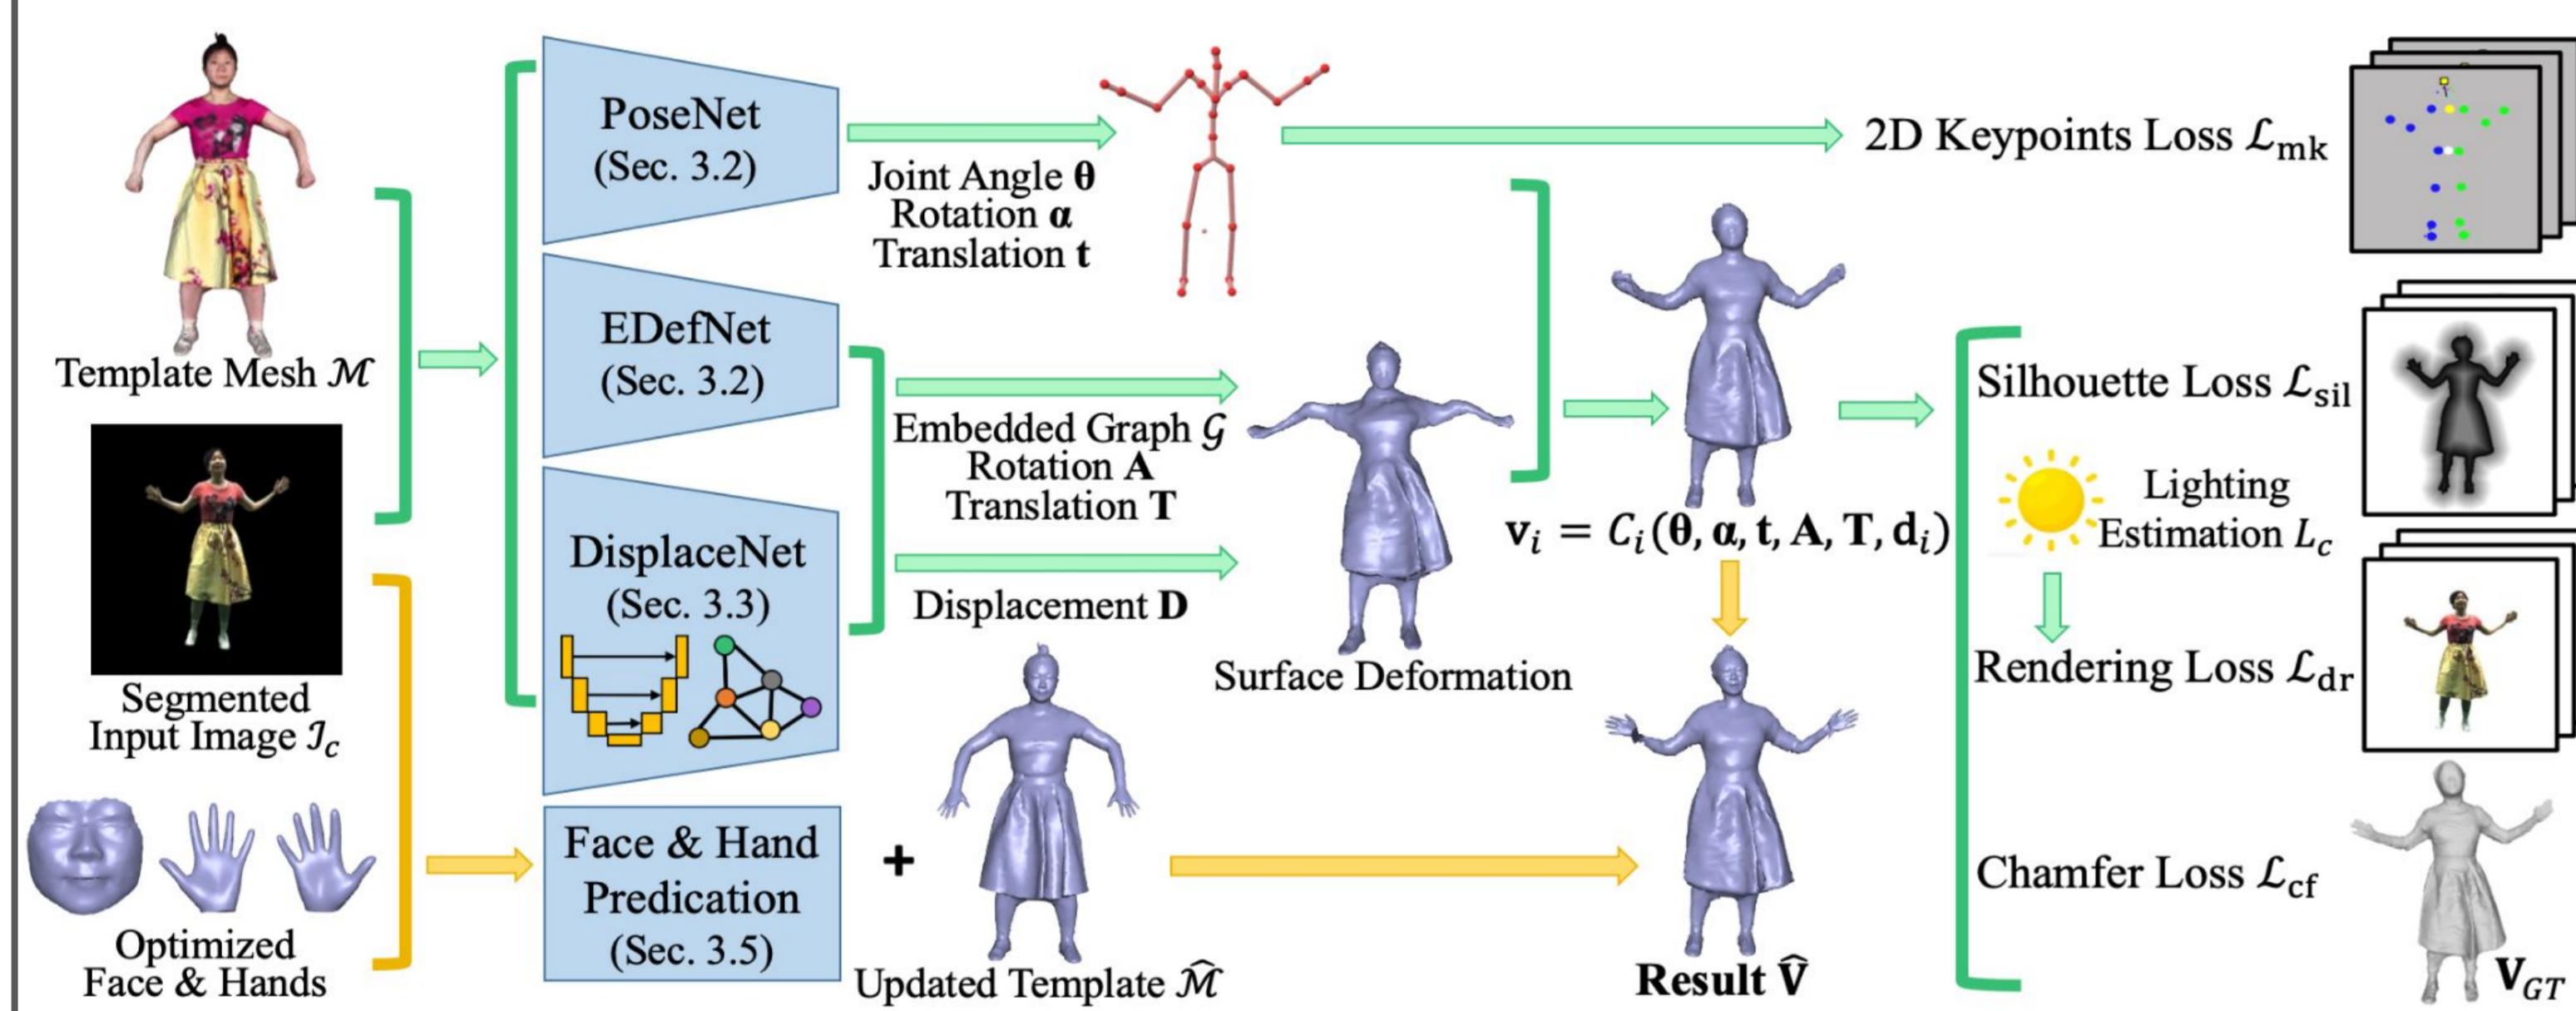 Template Mesh ℳ
Segmented
Input Image ℐ𝑐
Optimized
Face & Hands
PoseNet
(Sec. 3.2)
EDefNet
(Sec. 3.2)
DisplaceNet
(Sec. 3.3)
Face & Hand
Predication
(Sec. 3.5)
Joint Angle θ
Rotation α
Translation t
Embedded Graph 𝒢
Rotation A
Translation T
Displacement D
+
Updated Template ℳ̂
Surface Deformation
v𝑖 = 𝐶𝑖(θ, α, t, A, T, d𝑖)
Result V̂
2D Keypoints Loss ℒmk
Silhouette Loss ℒsil
Lighting
Estimation 𝐿𝑐
Rendering Loss ℒdr
Chamfer Loss ℒcf
V𝐺𝑇